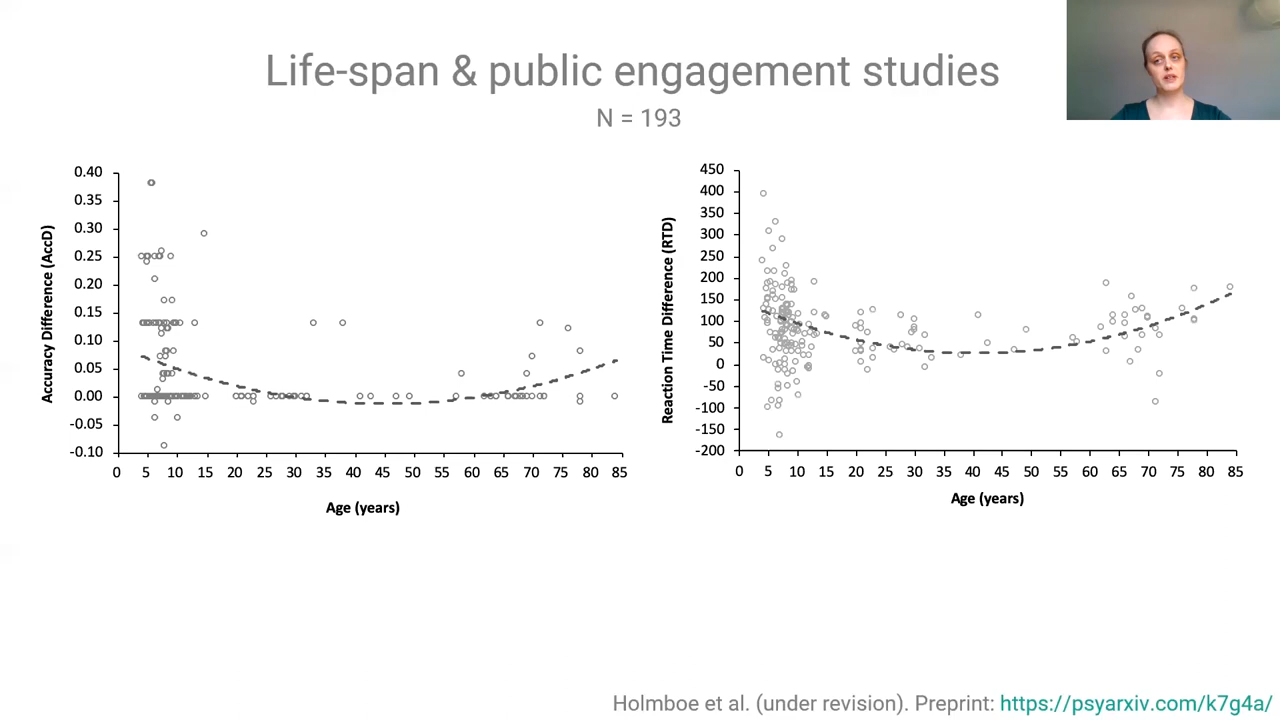 Life-span & public engagement studies
N = 193
0.40
0.35
0.30
0.25
0.20
0.15
0.10
0.05
0.00
-0.05
-0.10
Accuracy Difference (AccD)
0 5 10 15 20 25 30 35 40 45 50 55 60 65 70 75 80 85
Age (years)
450
400
350
300
250
200
150
100
50
0
-50
-100
-150
-200
Reaction Time Difference (RTD)
0 5 10 15 20 25 30 35 40 45 50 55 60 65 70 75 80 85
Age (years)
Holmboe et al. (under revision). Preprint: https://psyarxiv.com/k7g4a/